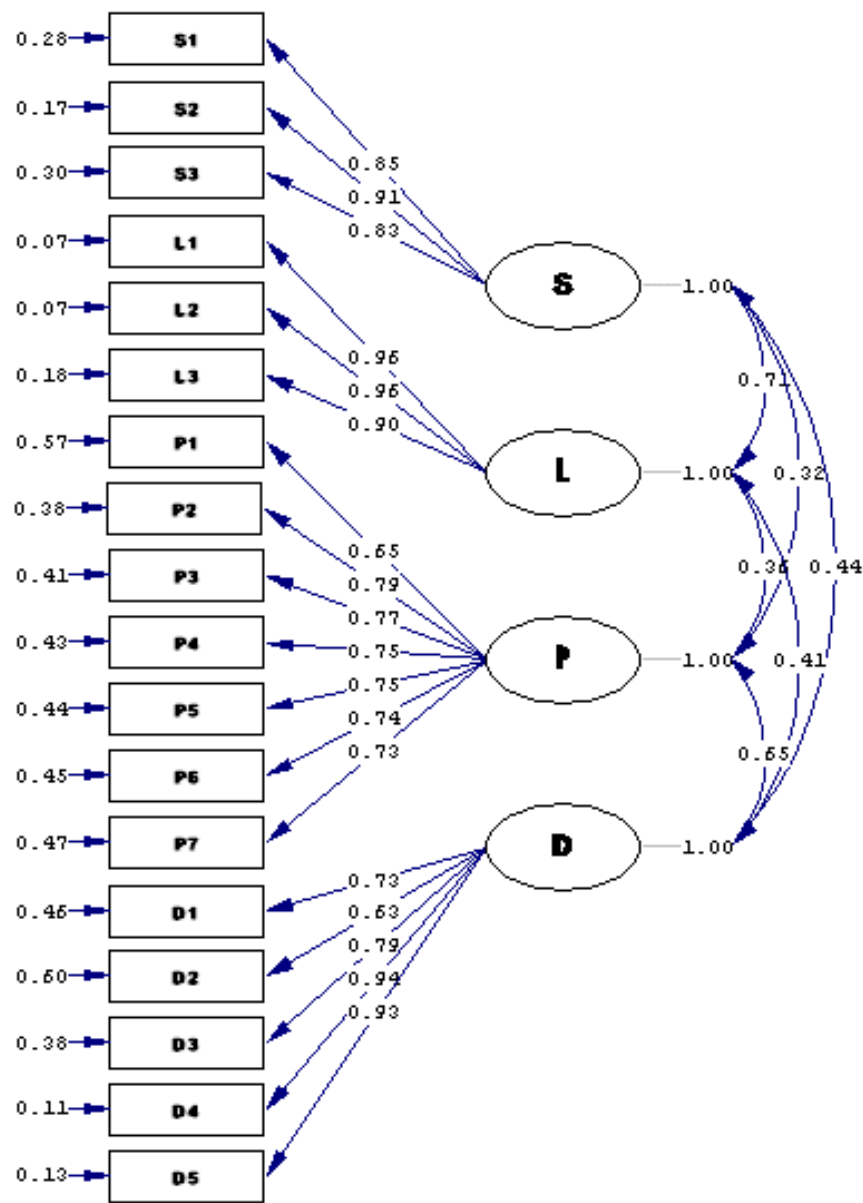 0.28 S1
0.17 S2
0.85
0.30 S3
0.91
0.83
0.07 L1
S 1.00
0.07 L2
0.96
0.18 L3
0.96
0.71
0.90
0.57 P1
L 1.00 0.32
0.38 P2
0.65
0.79
0.36 0.44
0.41 P3
0.77
0.43 P4
0.75
P 1.00 0.41
0.75
0.44 P5
0.74
0.73
0.65
0.45 P6
0.47 P7
D 1.00
0.73
0.46 D1
0.63
0.79
0.60 D2
0.94
0.93
0.38 D3
0.11 D4
0.13 D5